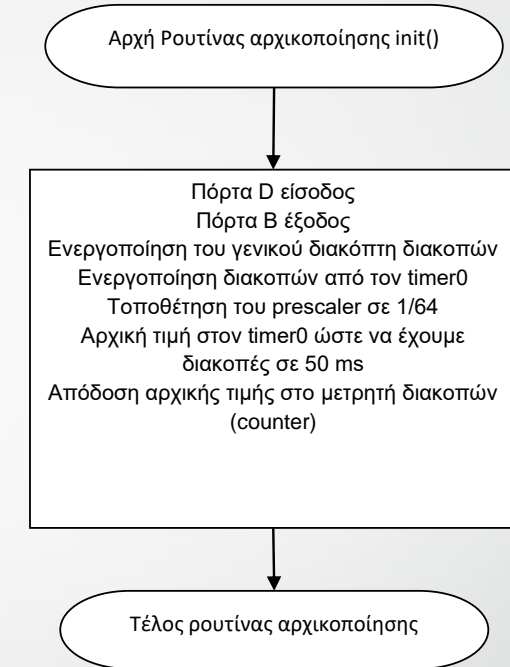 Αρχή Ρουτίνας αρχικοποίησης init()
Πόρτα D είσοδος
Πόρτα B έξοδος
Ενεργοποίηση του γενικού διακόπτη διακοπών
Ενεργοποίηση διακοπών από τον timer0
Τοποθέτηση του prescaler σε 1/64
Αρχική τιμή στον timer0 ώστε να έχουμε
διακοπές σε 50 ms
Απόδοση αρχικής τιμής στο μετρητή διακοπών
(counter)
Τέλος ρουτίνας αρχικοποίησης